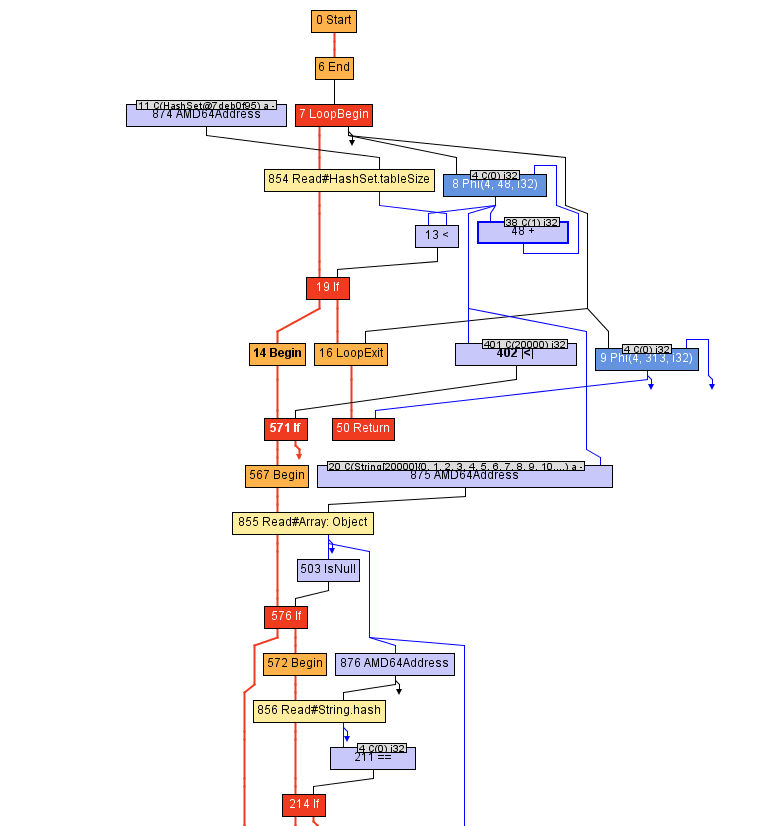 0 Start
6 End
11 C(HashSet@7deb0f95) a -
874 AMD64Address
7 LoopBegin
854 Read#HashSet.tableSize
4 C(0) i32
8 Phi(4, 48, i32)
13 <
38 C(1) i32
48 +
19 If
14 Begin
16 LoopExit
401 C(20000) i32
402 |<|
4 C(0) i32
9 Phi(4, 313, i32)
571 If
50 Return
567 Begin
20 C(String[20000]{0, 1, 2, 3, 4, 5, 6, 7, 8, 9, 10,...}) a -
875 AMD64Address
855 Read#Array: Object
503 IsNull
576 If
572 Begin
876 AMD64Address
856 Read#String.hash
4 C(0) i32
211 ==
214 If